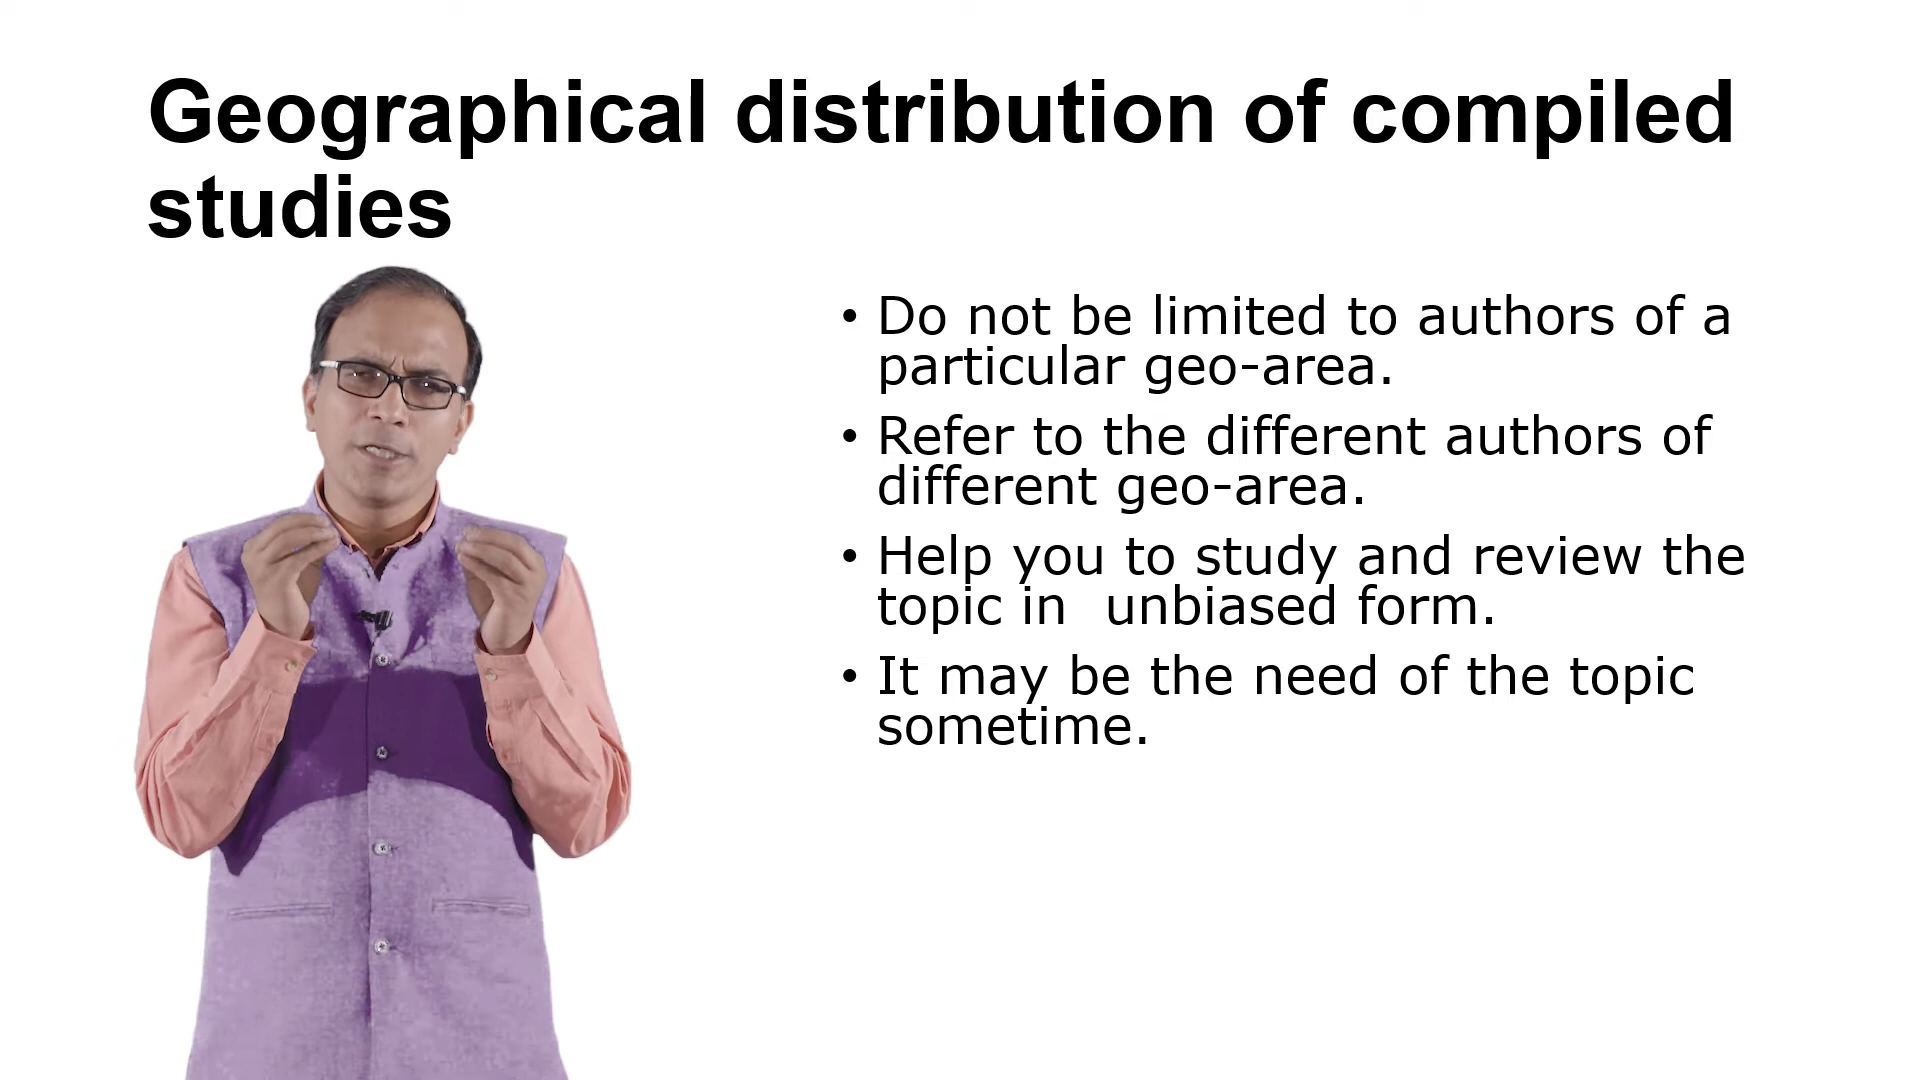 Geographical distribution of compiled
studies
• Do not be limited to authors of a
particular geo-area.
• Refer to the different authors of
different geo-area.
• Help you to study and review the
topic in  unbiased form.
• It may be the need of the topic
sometime.